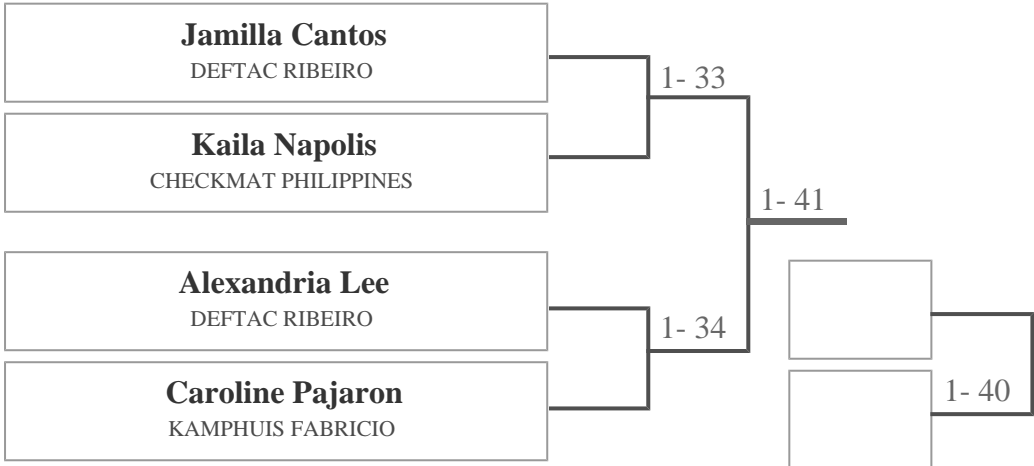 Jamilla Cantos
DEFTAC RIBEIRO
1- 33
Kaila Napolis
CHECKMAT PHILIPPINES
1- 41
Alexandria Lee
DEFTAC RIBEIRO
1- 34
Caroline Pajaron
KAMPHUIS FABRICIO
1- 40